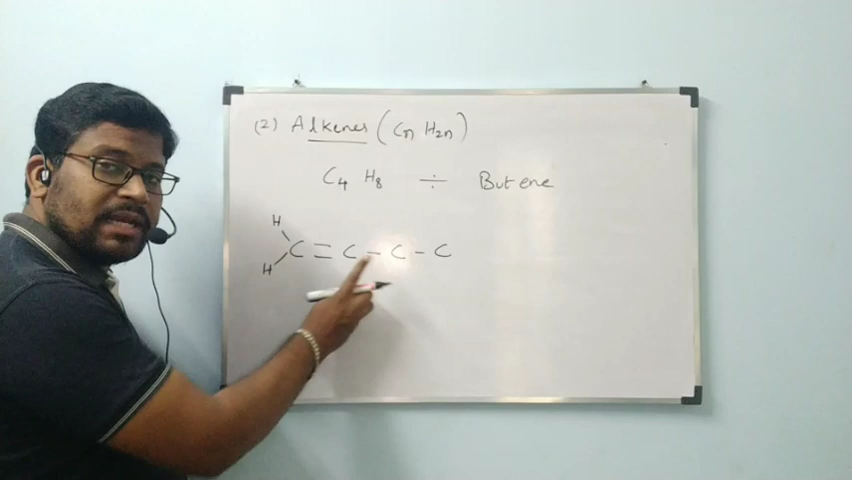 (2) Alkenes (Cn H2n)
C4 H8 ÷ Butene
H
C = C - C - C
H